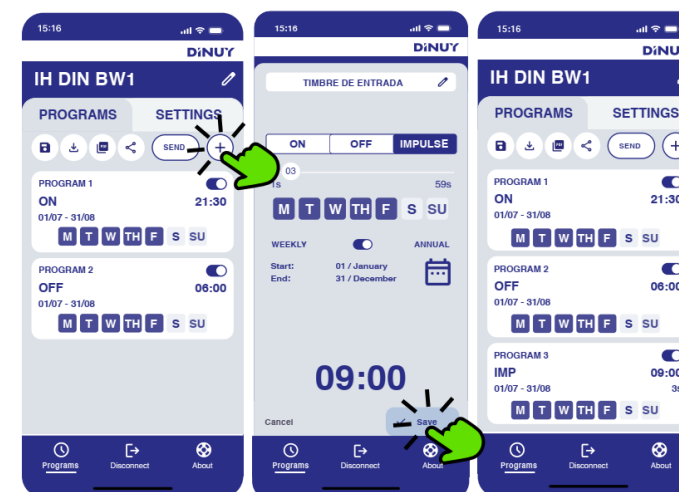 15:16
DiNUY
IH DIN BW1
PROGRAMS SETTINGS
SEND +
PROGRAM 1
ON 21:30
01/07 - 31/08
M T W TH F S SU
PROGRAM 2
OFF 06:00
01/07 - 31/08
M T W TH F S SU
Programs Disconnect About
15:16
DiNUY
TIMBRE DE ENTRADA
ON OFF IMPULSE
03
1s 59s
M T W TH F S SU
WEEKLY ANNUAL
Start: 01 / January
End: 31 / December
09:00
Cancel Save
Programs Disconnect About
15:16
DiNU
IH DIN BW1
PROGRAMS SETTINGS
SEND +
PROGRAM 1
ON 21:30
01/07 - 31/08
M T W TH F S SU
PROGRAM 2
OFF 06:00
01/07 - 31/08
M T W TH F S SU
PROGRAM 3
IMP 09:00
01/07 - 31/08 3s
M T W TH F S SU
Programs Disconnect About